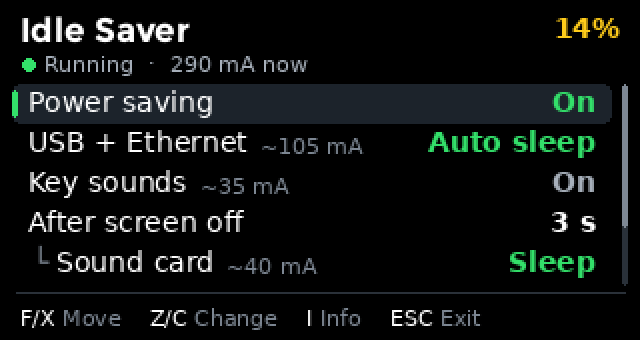 Idle Saver 14%
Running · 290 mA now
Power saving On
USB + Ethernet ~105 mA Auto sleep
Key sounds ~35 mA On
After screen off 3 s
└ Sound card ~40 mA Sleep
F/X Move Z/C Change I Info ESC Exit